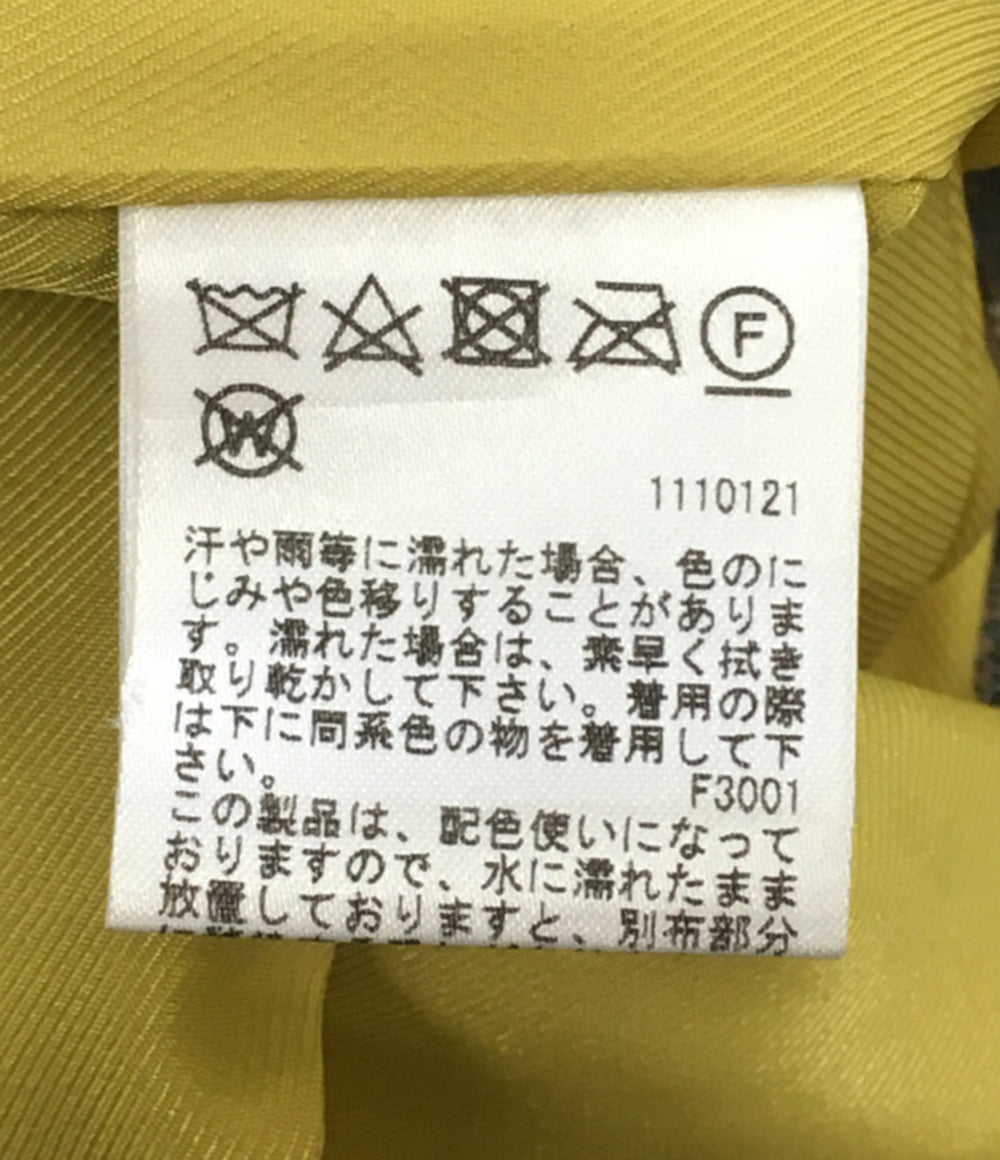 F
W
1110121
汗や雨等に濡れた場合、色のに
じみや色移りすることがありま
す。濡れた場合は、素早く拭き
取り乾かして下さい。着用の際
は下に同系色の物を着用して下
さい。
F3001
この製品は、配色使いになって
おりますので、水に濡れたまま
放置しておりますと、別布部分